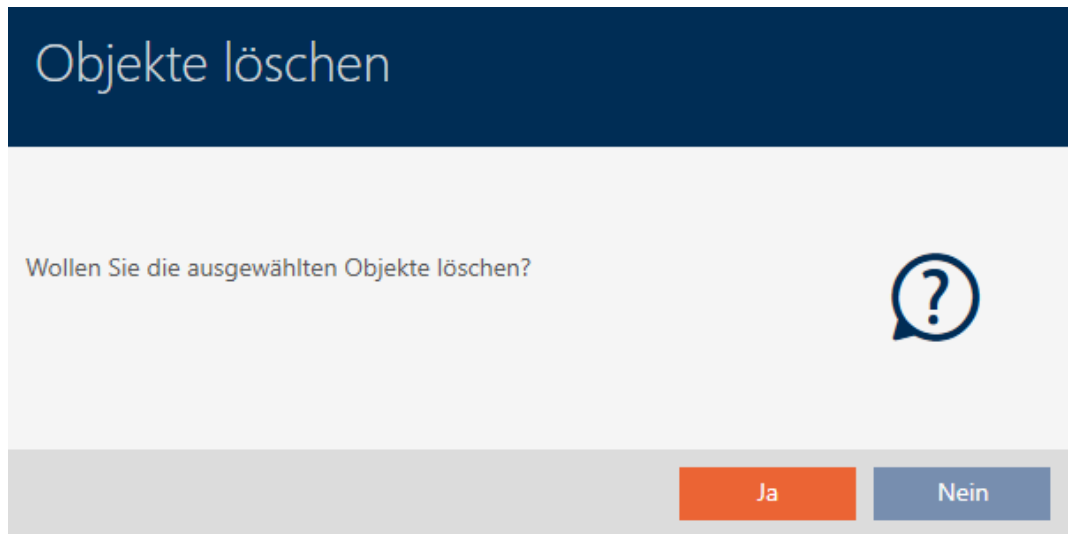 Objekte löschen
Wollen Sie die ausgewählten Objekte löschen?
?
Ja
Nein